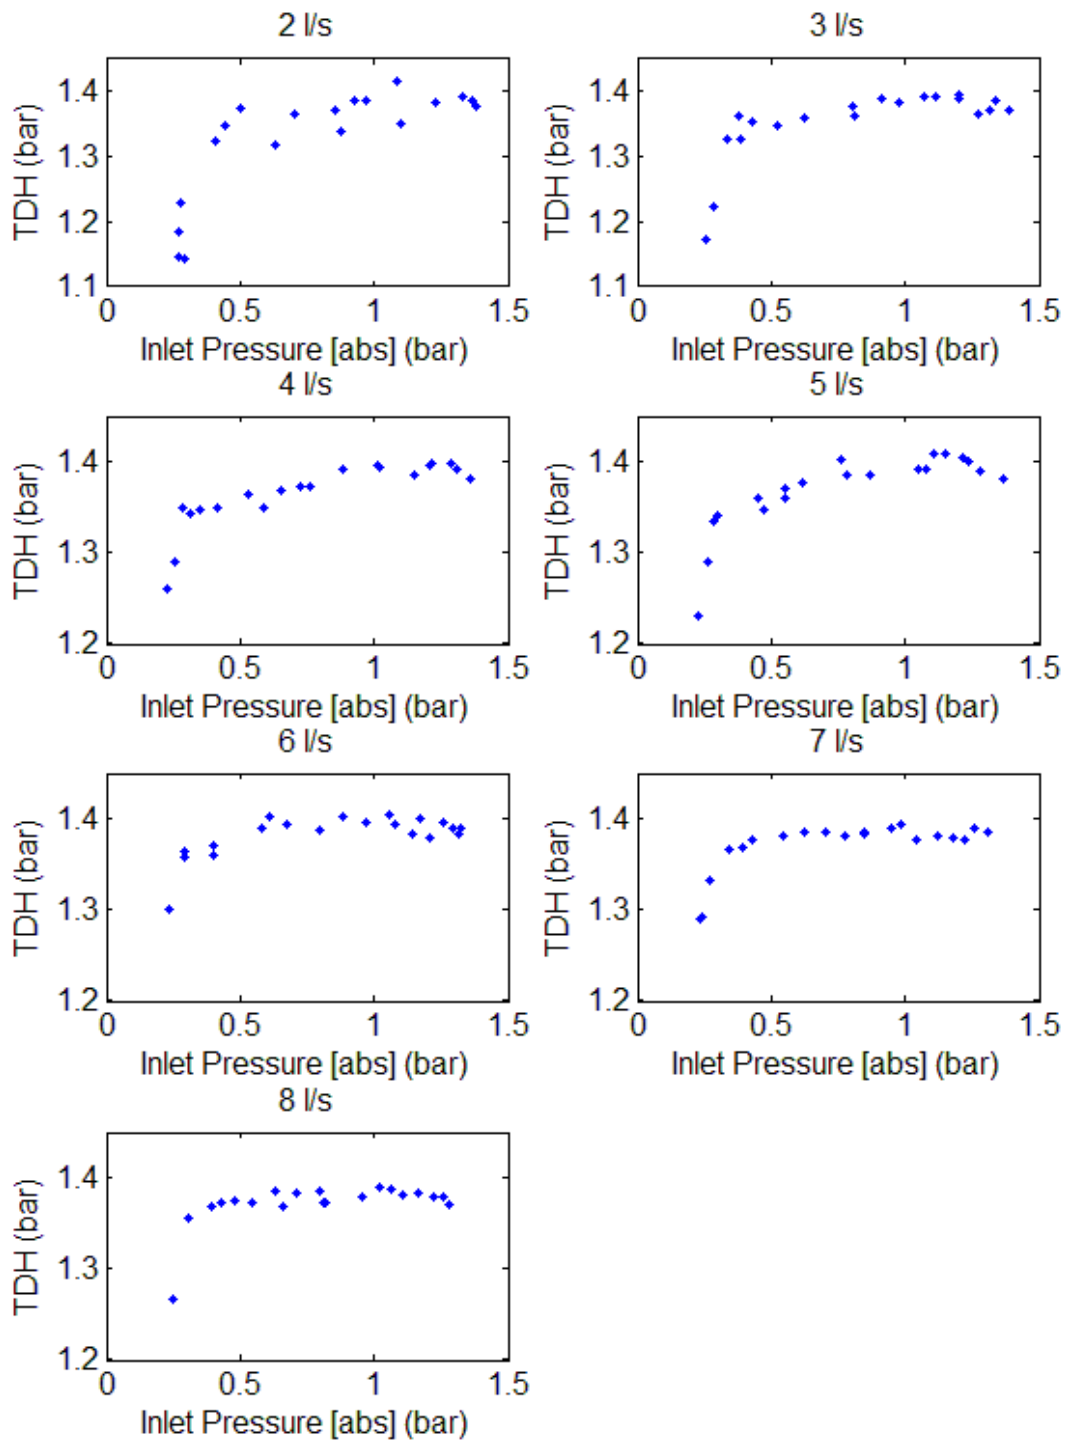 2 l/s
TDH (bar)
1.4
1.3
1.2
1.1
0 0.5 1 1.5
Inlet Pressure [abs] (bar)
3 l/s
TDH (bar)
1.4
1.3
1.2
1.1
0 0.5 1 1.5
Inlet Pressure [abs] (bar)
4 l/s
TDH (bar)
1.4
1.3
1.2
0 0.5 1 1.5
Inlet Pressure [abs] (bar)
5 l/s
TDH (bar)
1.4
1.3
1.2
0 0.5 1 1.5
Inlet Pressure [abs] (bar)
6 l/s
TDH (bar)
1.4
1.3
1.2
0 0.5 1 1.5
Inlet Pressure [abs] (bar)
7 l/s
TDH (bar)
1.4
1.3
1.2
0 0.5 1 1.5
Inlet Pressure [abs] (bar)
8 l/s
TDH (bar)
1.4
1.3
1.2
0 0.5 1 1.5
Inlet Pressure [abs] (bar)